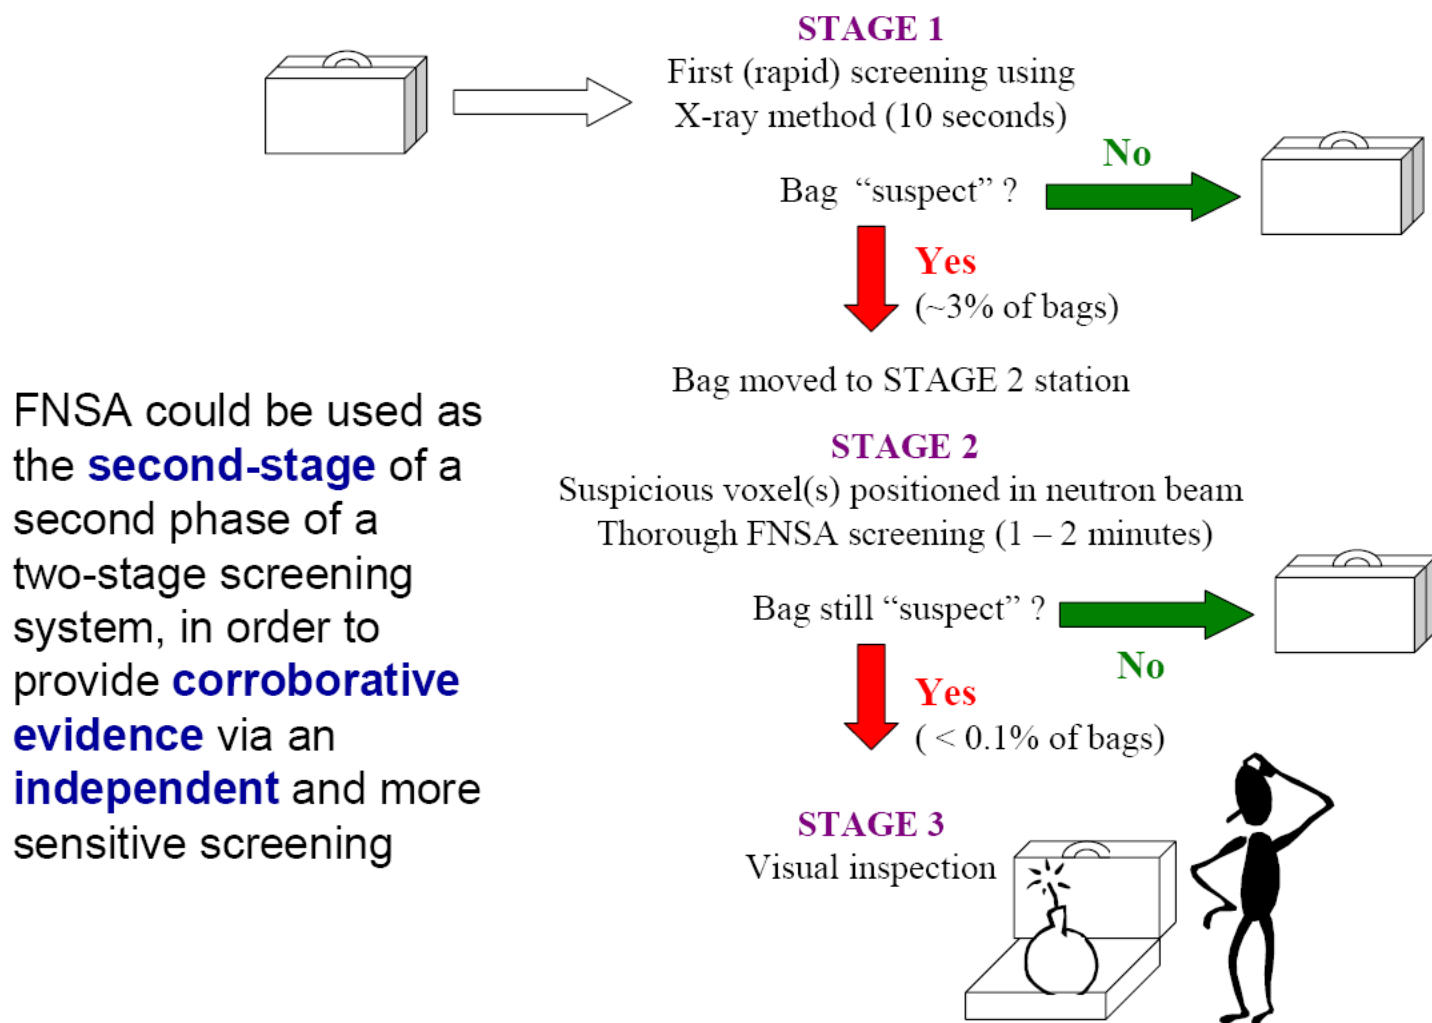 STAGE 1
First (rapid) screening using
X-ray method (10 seconds)
No
Bag “suspect” ?
Yes
(~3% of bags)
Bag moved to STAGE 2 station
FNSA could be used as
the second-stage of a
second phase of a
two-stage screening
system, in order to
provide corroborative
evidence via an
independent and more
sensitive screening
STAGE 2
Suspicious voxel(s) positioned in neutron beam
Thorough FNSA screening (1 – 2 minutes)
Bag still “suspect” ?
No
Yes
( < 0.1% of bags)
STAGE 3
Visual inspection